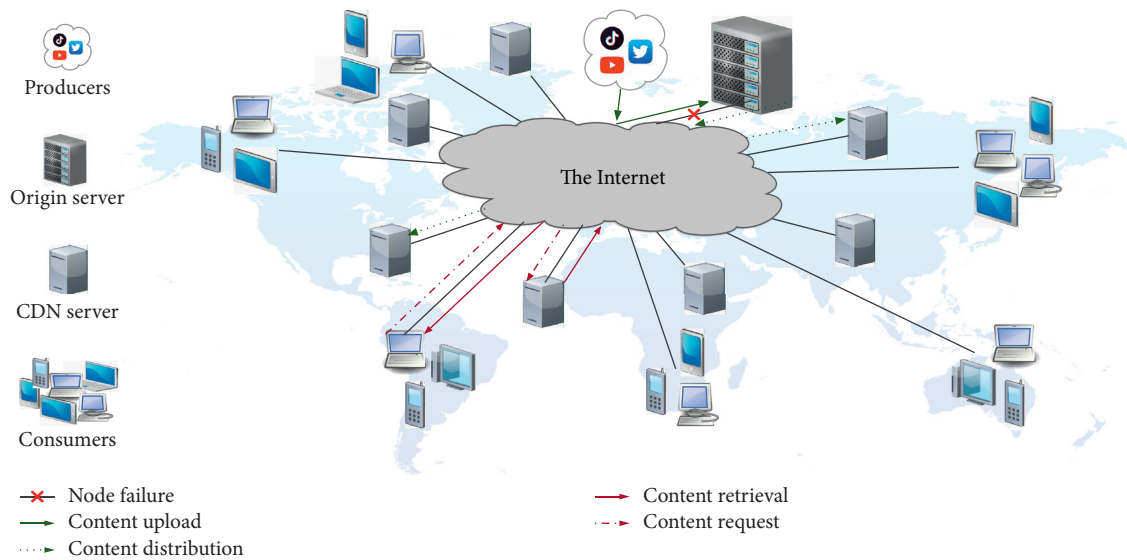 Producers
Origin server
CDN server
Consumers
The Internet
Node failure
Content upload
Content distribution
Content retrieval
Content request